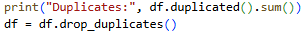 print("Duplicates:", df.duplicated().sum())
df = df.drop_duplicates()